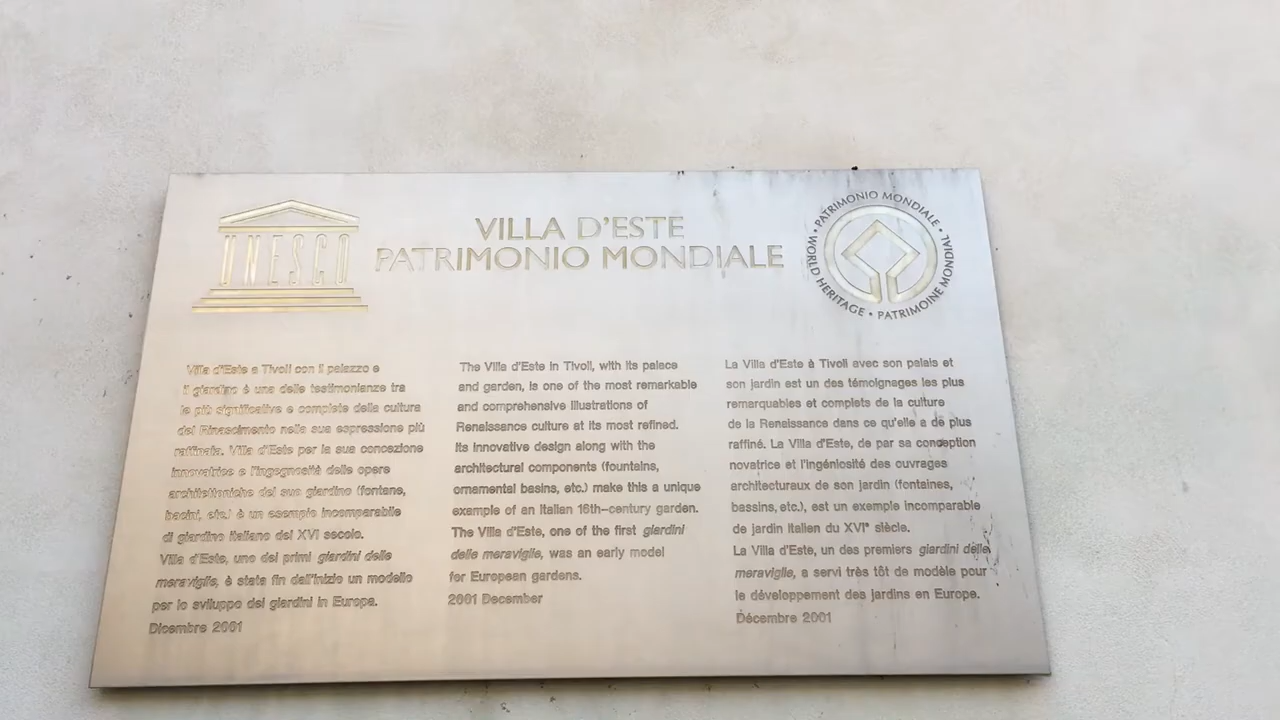 UNESCO
VILLA D'ESTE
PATRIMONIO MONDIALE
PATRIMONIO MONDIALE • WORLD HERITAGE • PATRIMOINE MONDIAL •
Villa d'Este a Tivoli con il palazzo e
il giardino è una delle testimonianze tra
le più significative e complete della cultura
del Rinascimento nella sua espressione più
raffinata. Villa d'Este per la sua concezione
innovatrice e l'ingegnosità delle opere
architettoniche del suo giardino (fontane,
bacini, etc.) è un esempio incomparabile
di giardino italiano del XVI secolo.
Villa d'Este, uno dei primi giardini delle
meraviglie, è stata fin dall'inizio un modello
per lo sviluppo dei giardini in Europa.
Dicembre 2001
The Villa d'Este in Tivoli, with its palace
and garden, is one of the most remarkable
and comprehensive illustrations of
Renaissance culture at its most refined.
Its innovative design along with the
architectural components (fountains,
ornamental basins, etc.) make this a unique
example of an Italian 16th-century garden.
The Villa d'Este, one of the first giardini
delle meraviglie, was an early model
for European gardens.
2001 December
La Villa d'Este à Tivoli avec son palais et
son jardin est un des témoignages les plus
remarquables et complets de la culture
de la Renaissance dans ce qu'elle a de plus
raffiné. La Villa d'Este, de par sa conception
novatrice et l'ingéniosité des ouvrages
architecturaux de son jardin (fontaines,
bassins, etc.), est un exemple incomparable
de jardin italien du XVIᵉ siècle.
La Villa d'Este, un des premiers giardini delle
meraviglie, a servi très tôt de modèle pour
le développement des jardins en Europe.
Décembre 2001